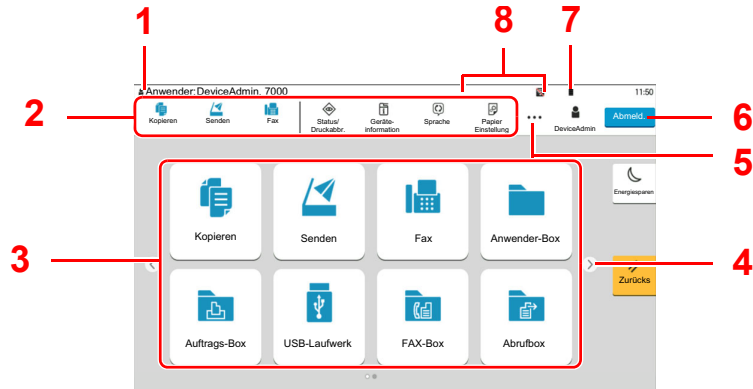 1
8
7
Anwender:DeviceAdmin. 7000
11:50
2
Kopieren
Senden
Fax
Status/
Druckabbr.
Geräte-
information
Sprache
Papier
Einstellung
...
DeviceAdmin
Abmeld.
6
5
Energiesparen
Kopieren
Senden
Fax
Anwender-Box
3
4
Zurücks
Auftrags-Box
USB-Laufwerk
FAX-Box
Abrufbox